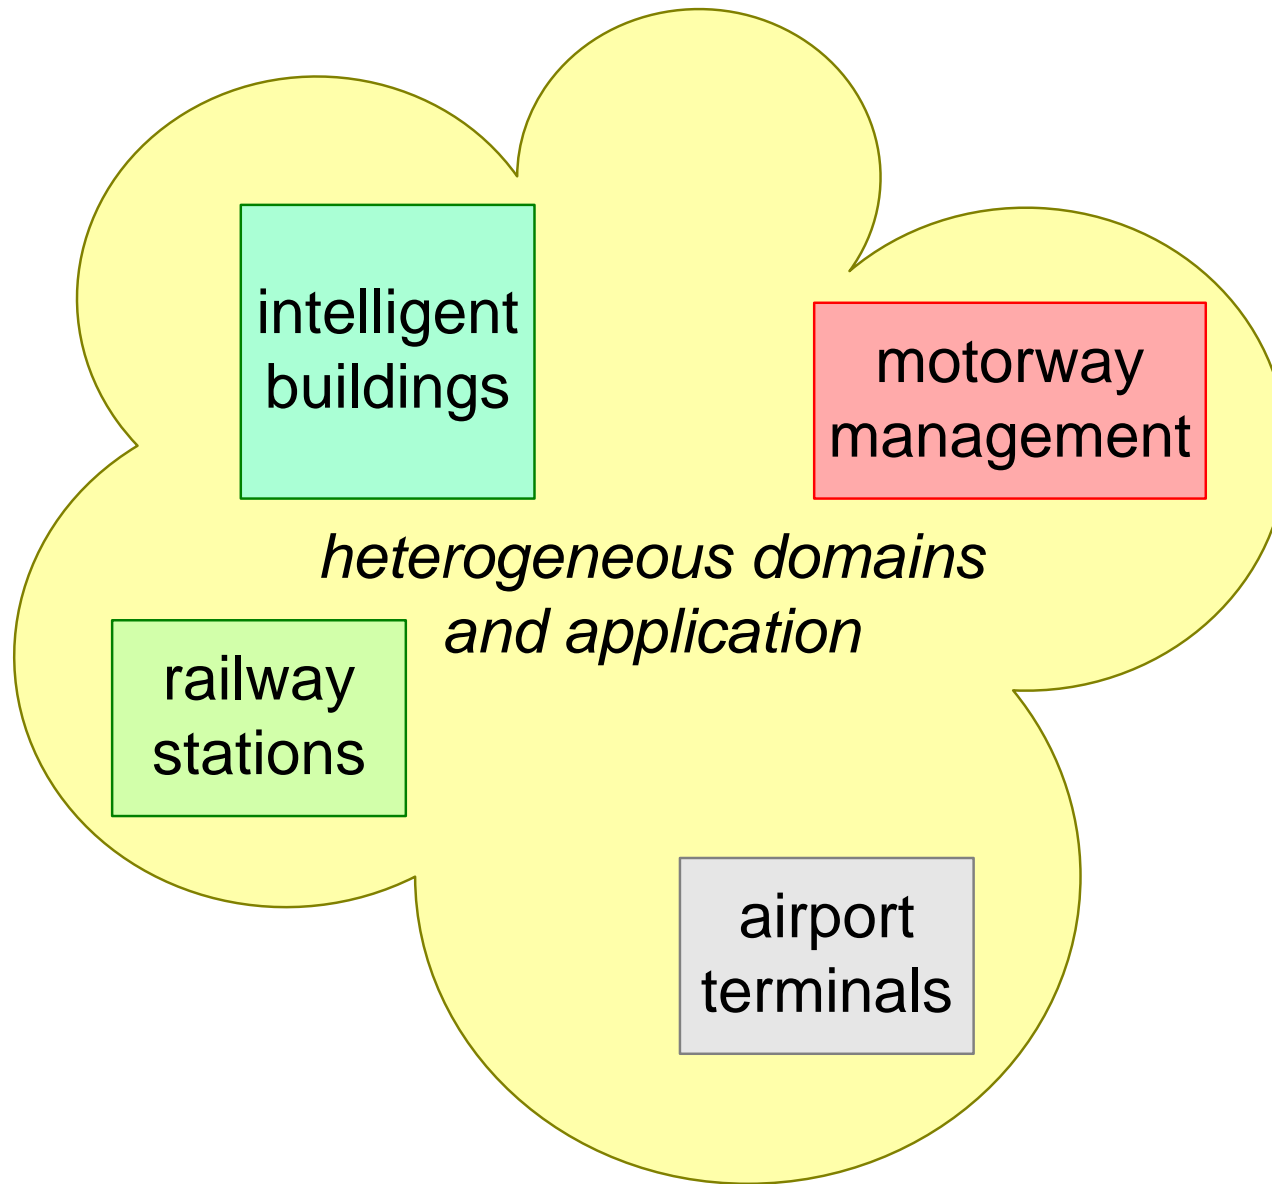 intelligent
buildings
motorway
management
heterogeneous domains
and application
railway
stations
airport
terminals